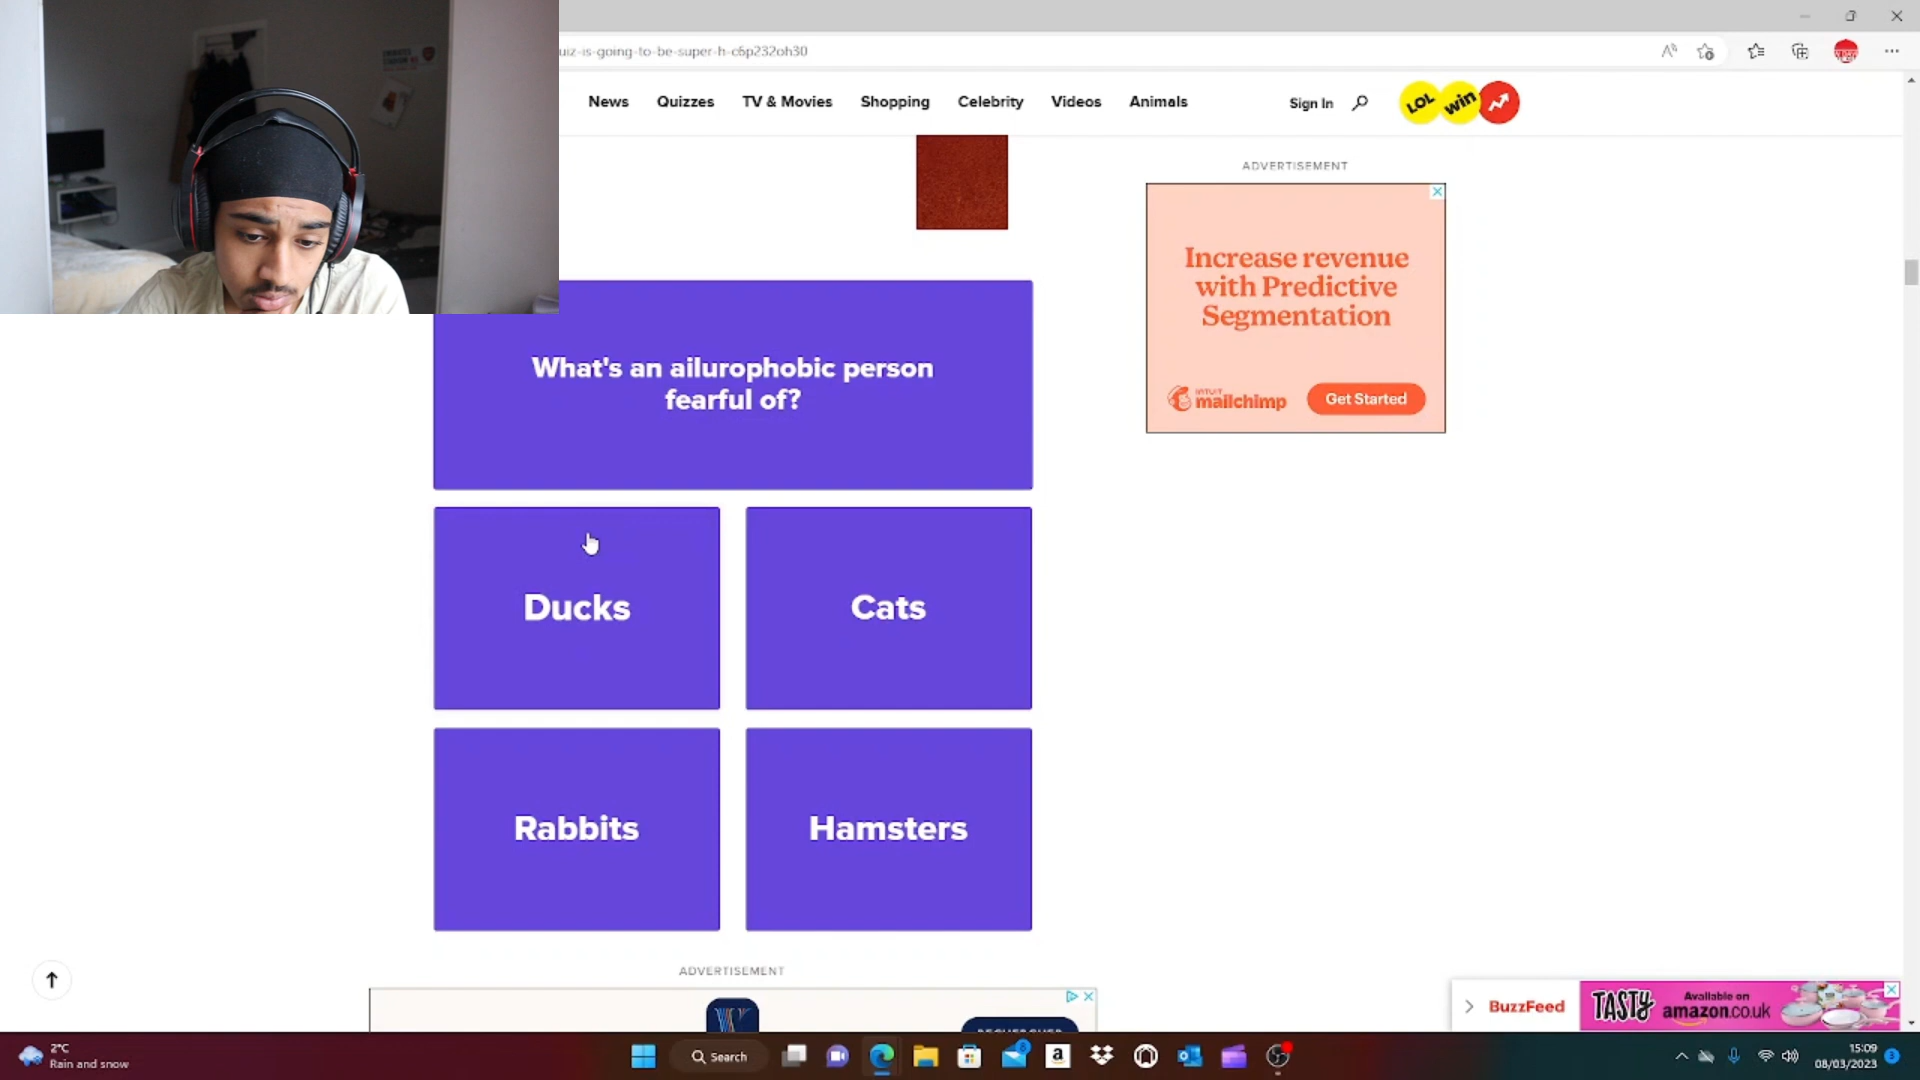 uiz-is-going-to-be-super-h-c6p232oh30
News Quizzes TV & Movies Shopping Celebrity Videos Animals Sign In LOL win
ADVERTISEMENT
Increase revenue
with Predictive
Segmentation
INTUIT
mailchimp
Get Started
What's an ailurophobic person
fearful of?
Ducks
Cats
Rabbits
Hamsters
ADVERTISEMENT
BuzzFeed
TASTY
Available on
amazon.co.uk
2°C
Rain and snow
Search
15:09
08/03/2023